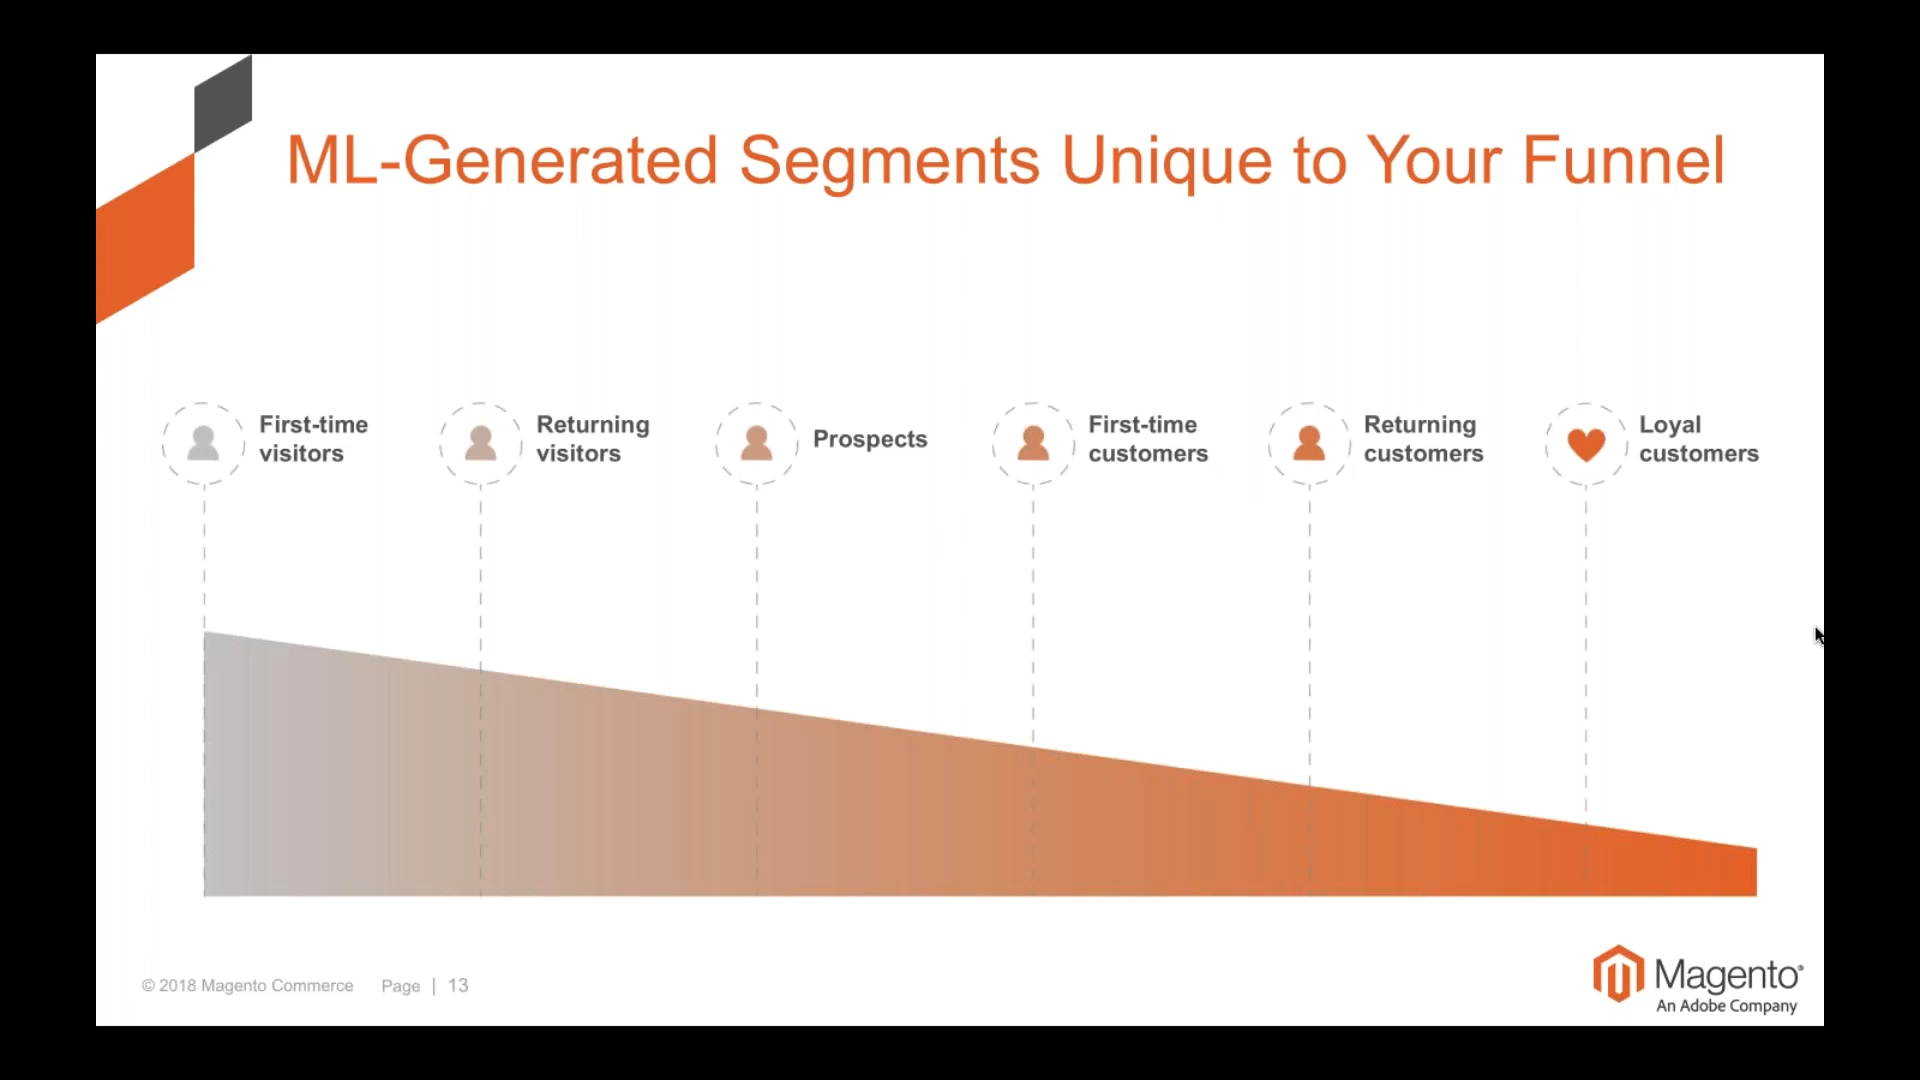 ML-Generated Segments Unique to Your Funnel
First-time
visitors
Returning
visitors
Prospects
First-time
customers
Returning
customers
Loyal
customers
© 2018 Magento Commerce Page | 13
Magento®
An Adobe Company